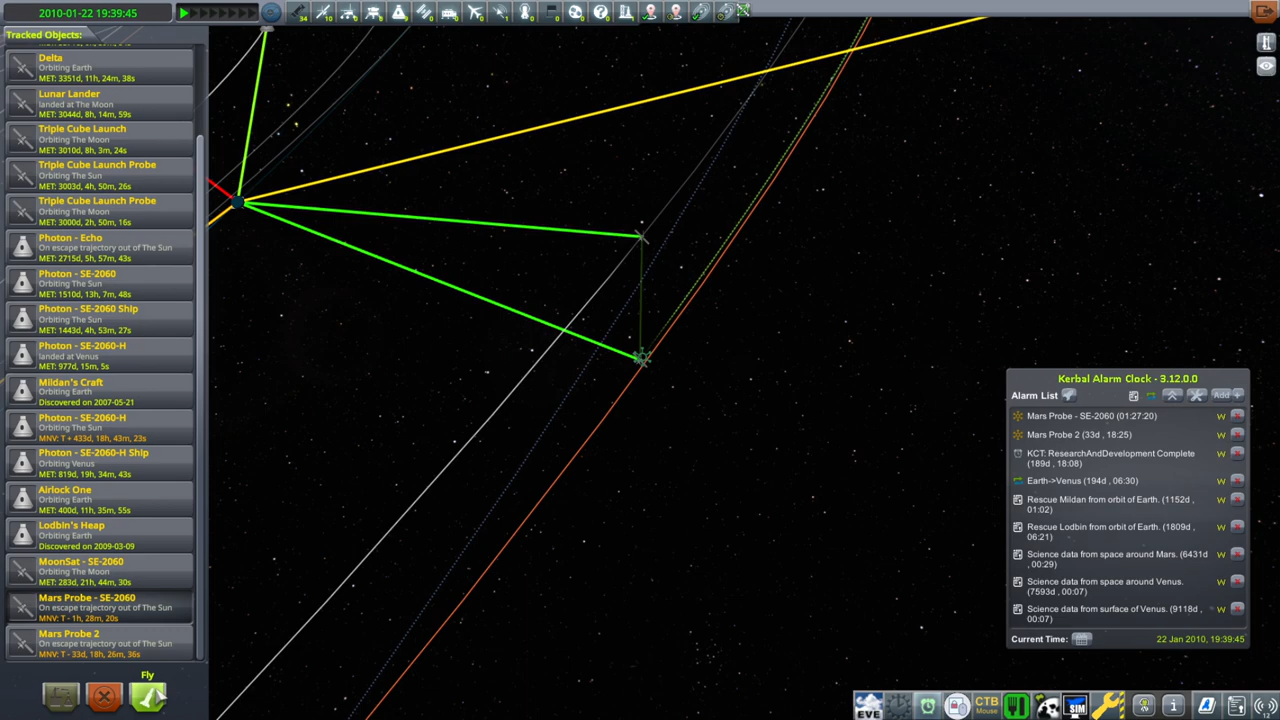 2010-01-22 19:39:45
34
10
Tracked Objects:
Delta
Orbiting Earth
MET: 3351d, 11h, 24m, 38s
Lunar Lander
landed at The Moon
MET: 3044d, 8h, 14m, 59s
Triple Cube Launch
Orbiting The Moon
MET: 3010d, 8h, 3m, 24s
Triple Cube Launch Probe
Orbiting The Sun
MET: 3003d, 4h, 50m, 26s
Triple Cube Launch Probe
Orbiting The Moon
MET: 3000d, 2h, 50m, 16s
Photon - Echo
On escape trajectory out of The Sun
MET: 2715d, 5h, 57m, 43s
Photon - SE-2060
Orbiting The Sun
MET: 1510d, 13h, 7m, 48s
Photon - SE-2060 Ship
Orbiting The Sun
MET: 1443d, 4h, 53m, 27s
Photon - SE-2060-H
landed at Venus
MET: 977d, 15m, 5s
Mildan's Craft
Orbiting Earth
Discovered on 2007-05-21
Photon - SE-2060-H
Orbiting The Sun
MNV: T + 433d, 18h, 43m, 23s
Photon - SE-2060-H Ship
Orbiting Venus
MET: 819d, 19h, 34m, 43s
Airlock One
Orbiting Earth
MET: 400d, 11h, 35m, 55s
Lodbin's Heap
Orbiting Earth
Discovered on 2009-03-09
MoonSat - SE-2060
Orbiting The Moon
MET: 283d, 21h, 44m, 30s
Mars Probe - SE-2060
On escape trajectory out of The Sun
MNV: T - 1h, 28m, 20s
Mars Probe 2
On escape trajectory out of The Sun
MNV: T - 33d, 18h, 26m, 36s
Fly
Kerbal Alarm Clock - 3.12.0.0
Alarm List
Add +
Mars Probe - SE-2060 (01:27:20) W
Mars Probe 2 (33d , 18:25) W
KCT: ResearchAndDevelopment Complete W
(189d , 18:08)
Earth->Venus (194d , 06:30) W
Rescue Mildan from orbit of Earth. (1152d , W
01:02)
Rescue Lodbin from orbit of Earth. (1809d , W
06:21)
Science data from space around Mars. (6431d W
, 00:29)
Science data from space around Venus. W
(7593d , 00:07)
Science data from surface of Venus. (9118d , W
00:07)
Current Time: 22 Jan 2010, 19:39:45
EVE
CTB
Mouse
SIM